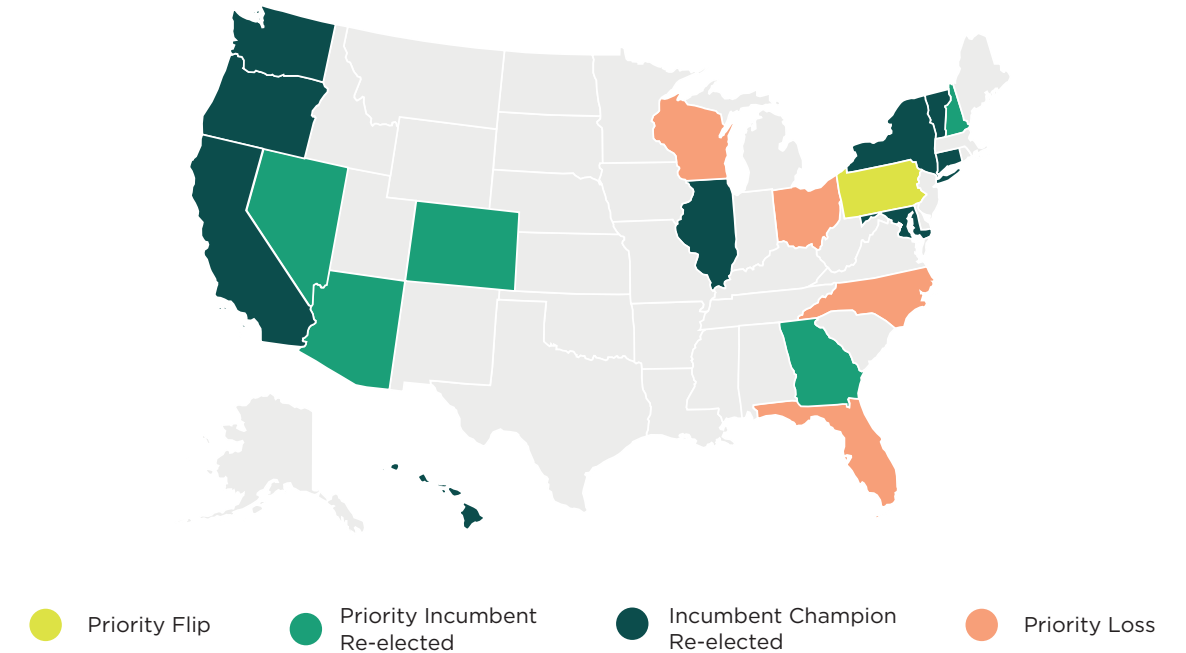 Priority Flip
Priority Incumbent
Re-elected
Incumbent Champion
Re-elected
Priority Loss